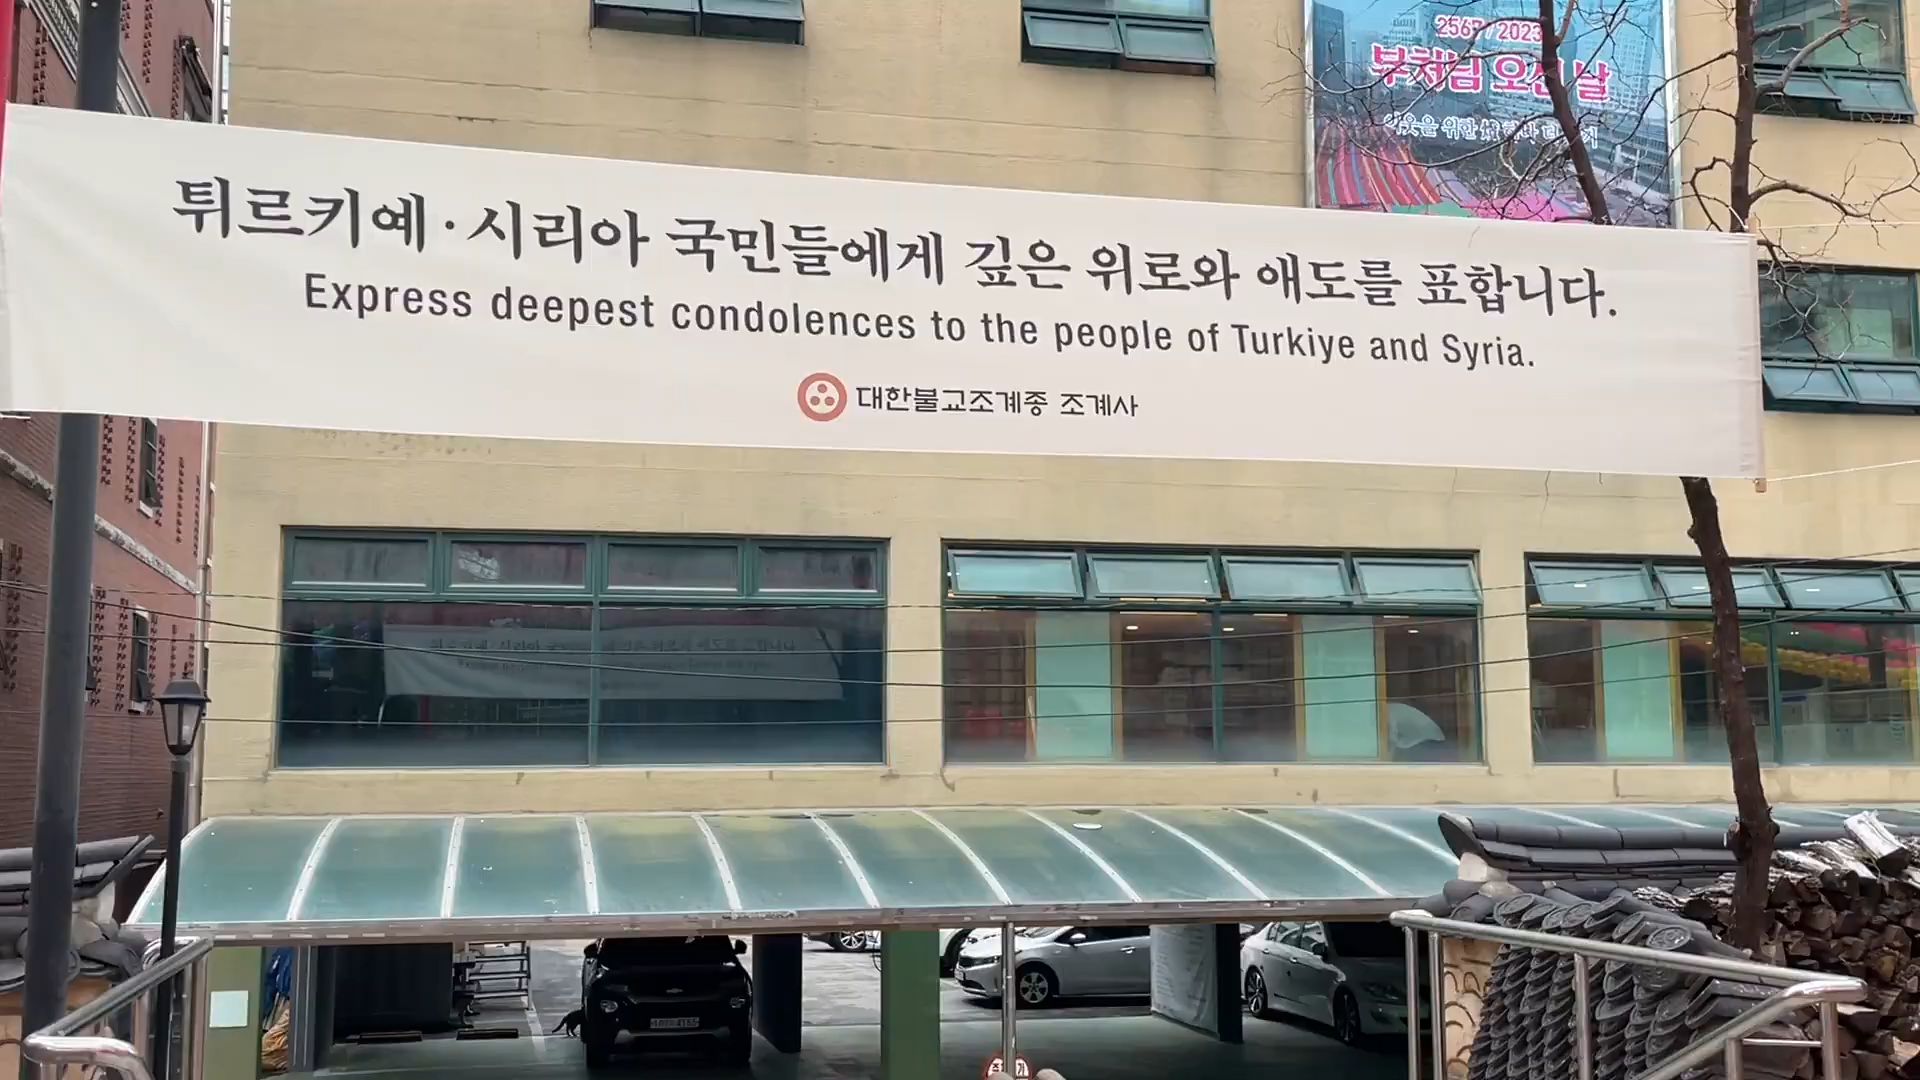 2567 / 2023
부처님 오신 날
튀르키예·시리아 국민들에게 깊은 위로와 애도를 표합니다.
Express deepest condolences to the people of Turkiye and Syria.
대한불교조계종 조계사